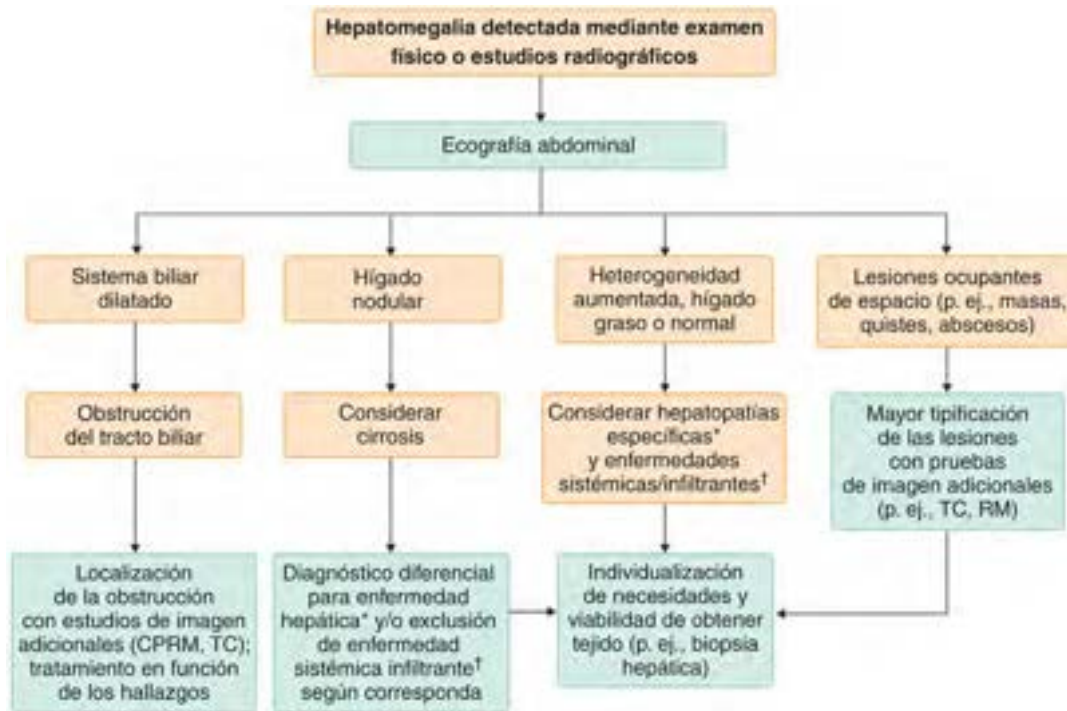 Hepatomegalia detectada mediante examen
físico o estudios radiográficos
Ecografía abdominal
Sistema biliar
dilatado
Hígado
nodular
Heterogeneidad
aumentada, hígado
graso o normal
Lesiones ocupantes
de espacio (p. ej., masas,
quistes, abscesos)
Obstrucción
del tracto biliar
Considerar
cirrosis
Considerar hepatopatías
específicas*
y enfermedades
sistémicas/infiltrantes†
Mayor tipificación
de las lesiones
con pruebas
de imagen adicionales
(p. ej., TC, RM)
Localización
de la obstrucción
con estudios de imagen
adicionales (CPRM, TC);
tratamiento en función
de los hallazgos
Diagnóstico diferencial
para enfermedad
hepática* y/o exclusión
de enfermedad
sistémica infiltrante†
según corresponda
Individualización
de necesidades y
viabilidad de obtener
tejido (p. ej., biopsia
hepática)